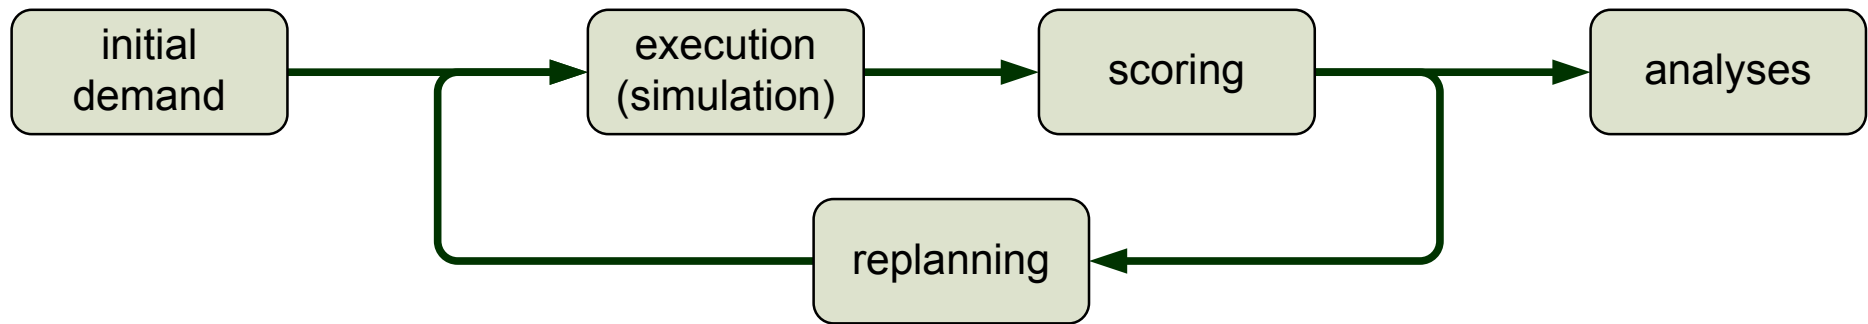 initial
demand
execution
(simulation)
scoring
analyses
replanning